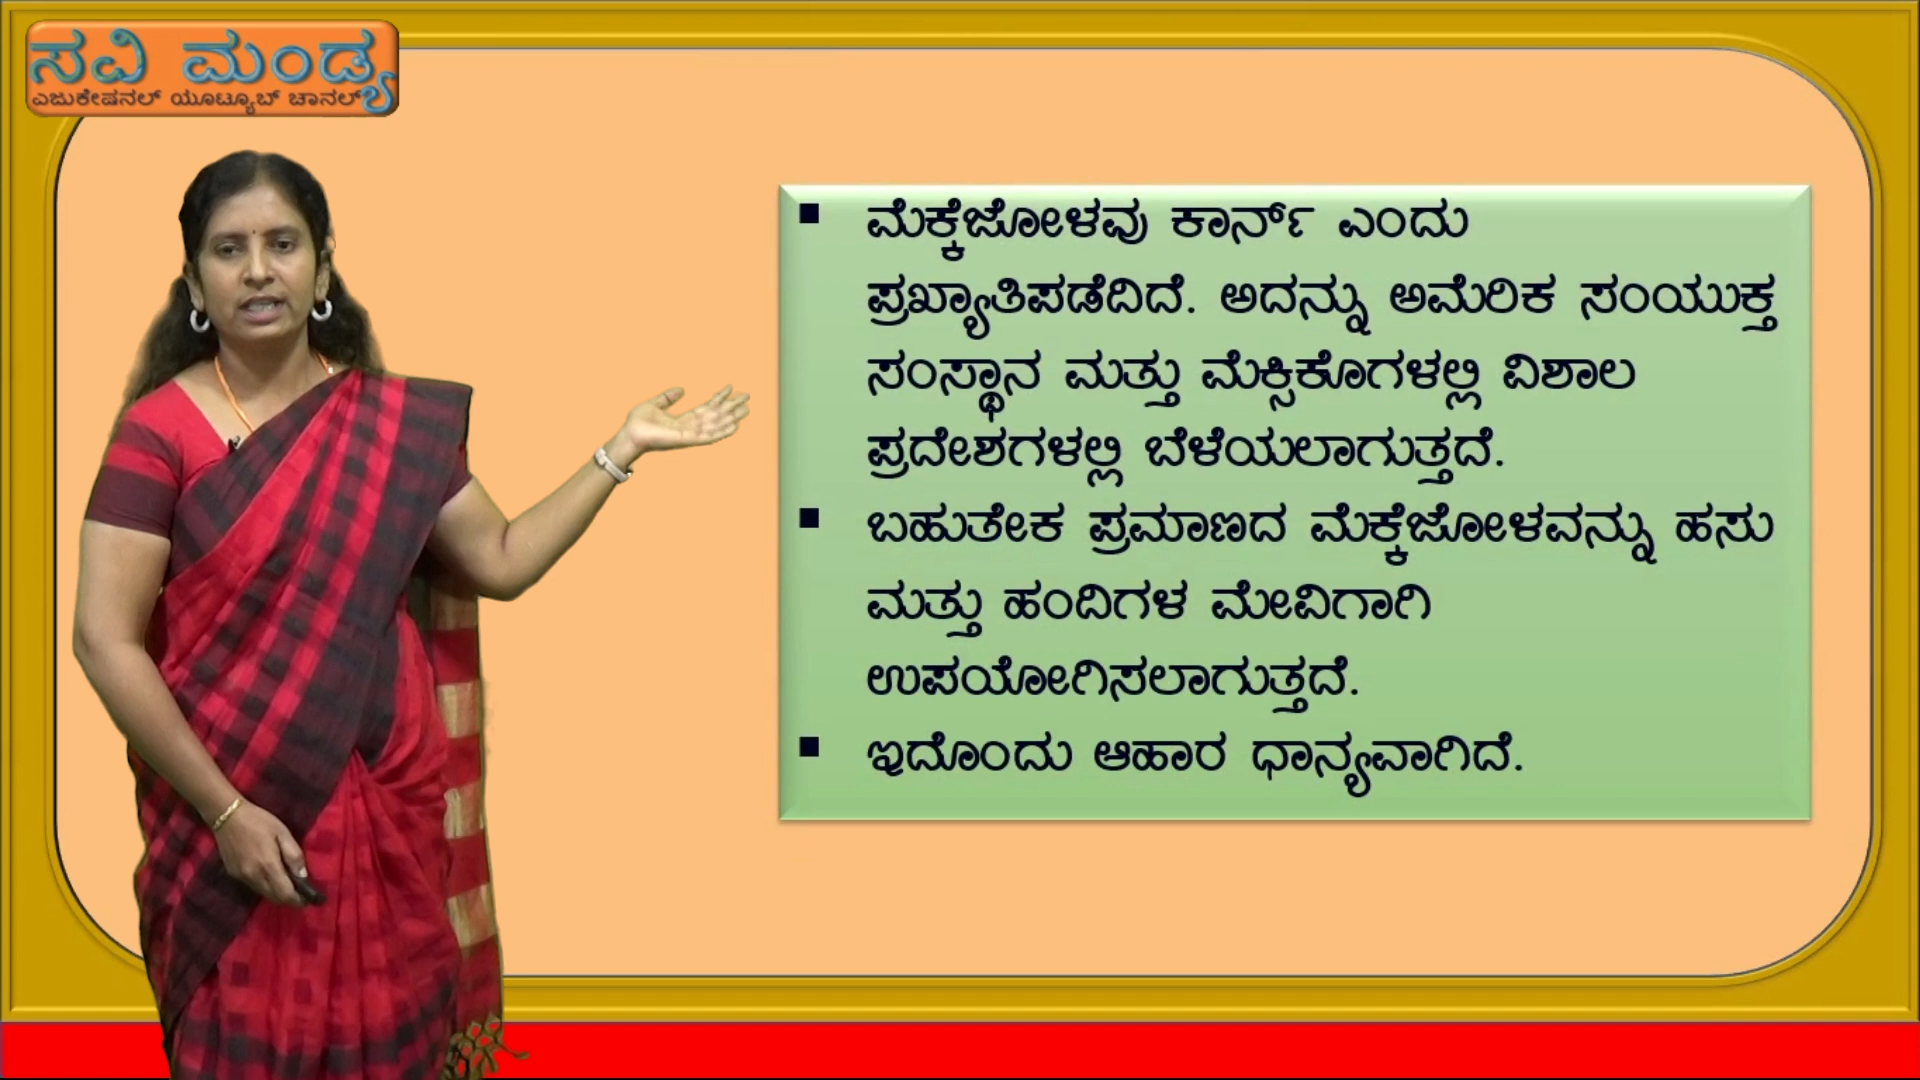 ಸವಿ ಮಂಡ್ಯ
ಎಜುಕೇಷನಲ್ ಯೂಟ್ಯೂಬ್ ಚಾನಲ್
▪ ಮೆಕ್ಕೆಜೋಳವು ಕಾರ್ನ್ ಎಂದು
ಪ್ರಖ್ಯಾತಿಪಡೆದಿದೆ. ಅದನ್ನು ಅಮೆರಿಕ ಸಂಯುಕ್ತ
ಸಂಸ್ಥಾನ ಮತ್ತು ಮೆಕ್ಸಿಕೊಗಳಲ್ಲಿ ವಿಶಾಲ
ಪ್ರದೇಶಗಳಲ್ಲಿ ಬೆಳೆಯಲಾಗುತ್ತದೆ.
▪ ಬಹುತೇಕ ಪ್ರಮಾಣದ ಮೆಕ್ಕೆಜೋಳವನ್ನು ಹಸು
ಮತ್ತು ಹಂದಿಗಳ ಮೇವಿಗಾಗಿ
ಉಪಯೋಗಿಸಲಾಗುತ್ತದೆ.
▪ ಇದೊಂದು ಆಹಾರ ಧಾನ್ಯವಾಗಿದೆ.